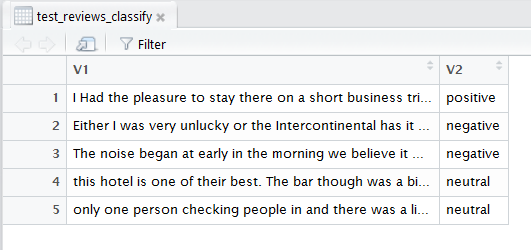 test_reviews_classify
Filter
V1 V2
1 I Had the pleasure to stay there on a short business tri... positive
2 Either I was very unlucky or the Intercontinental has it ... negative
3 The noise began at early in the morning we believe it ... negative
4 this hotel is one of their best. The bar though was a bi... neutral
5 only one person checking people in and there was a li... neutral